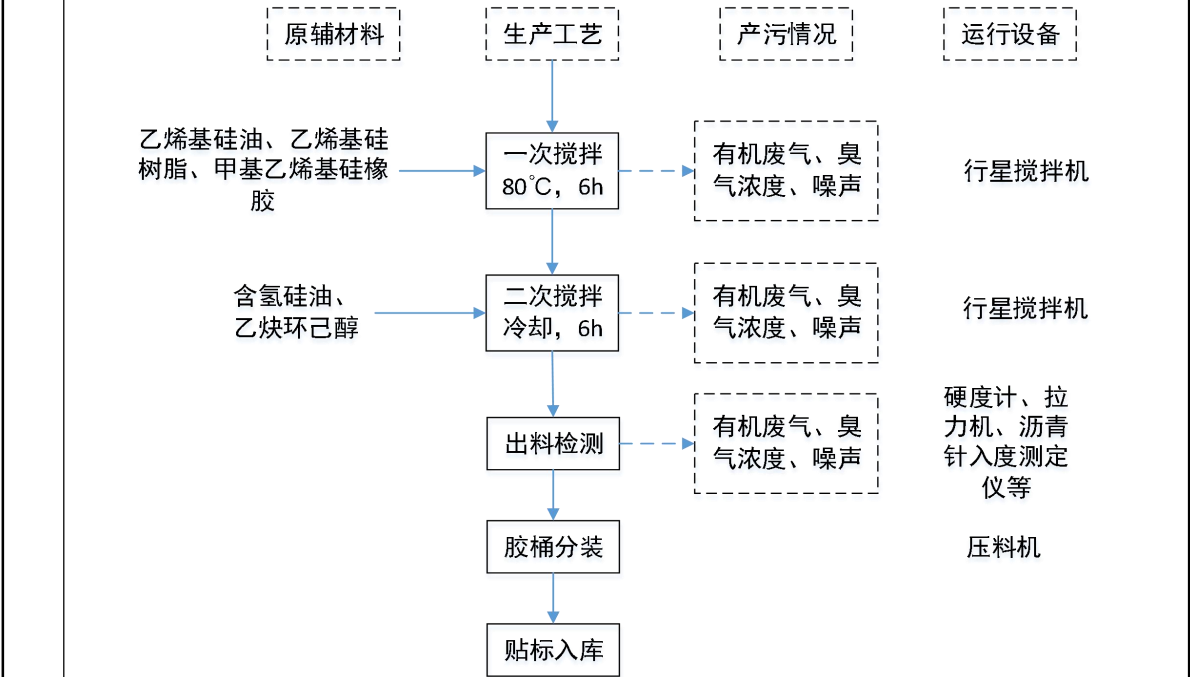 原辅材料
生产工艺
产污情况
运行设备
乙烯基硅油、乙烯基硅
树脂、甲基乙烯基硅橡
胶
一次搅拌
80℃，6h
有机废气、臭
气浓度、噪声
行星搅拌机
含氢硅油、
乙炔环己醇
二次搅拌
冷却，6h
有机废气、臭
气浓度、噪声
行星搅拌机
出料检测
有机废气、臭
气浓度、噪声
硬度计、拉
力机、沥青
针入度测定
仪等
胶桶分装
压料机
贴标入库